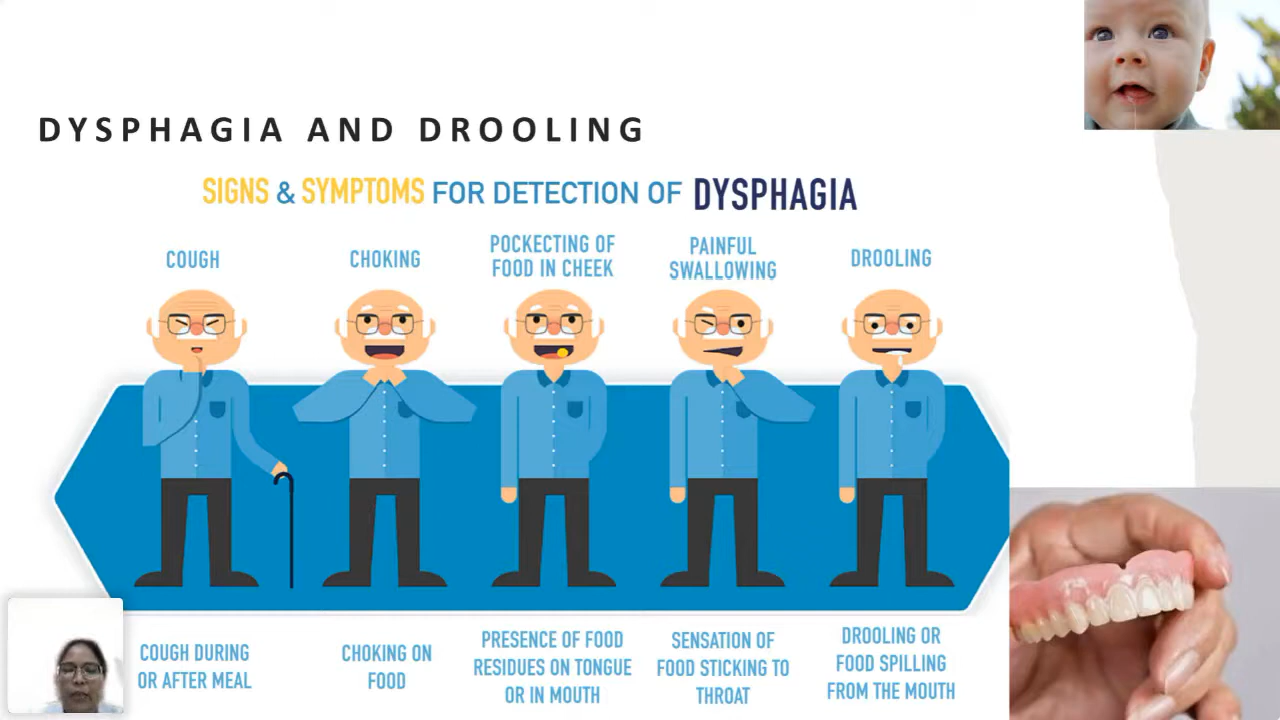 DYSPHAGIA AND DROOLING
SIGNS & SYMPTOMS FOR DETECTION OF DYSPHAGIA
COUGH
CHOKING
POCKECTING OF
FOOD IN CHEEK
PAINFUL
SWALLOWING
DROOLING
COUGH DURING
OR AFTER MEAL
CHOKING ON
FOOD
PRESENCE OF FOOD
RESIDUES ON TONGUE
OR IN MOUTH
SENSATION OF
FOOD STICKING TO
THROAT
DROOLING OR
FOOD SPILLING
FROM THE MOUTH